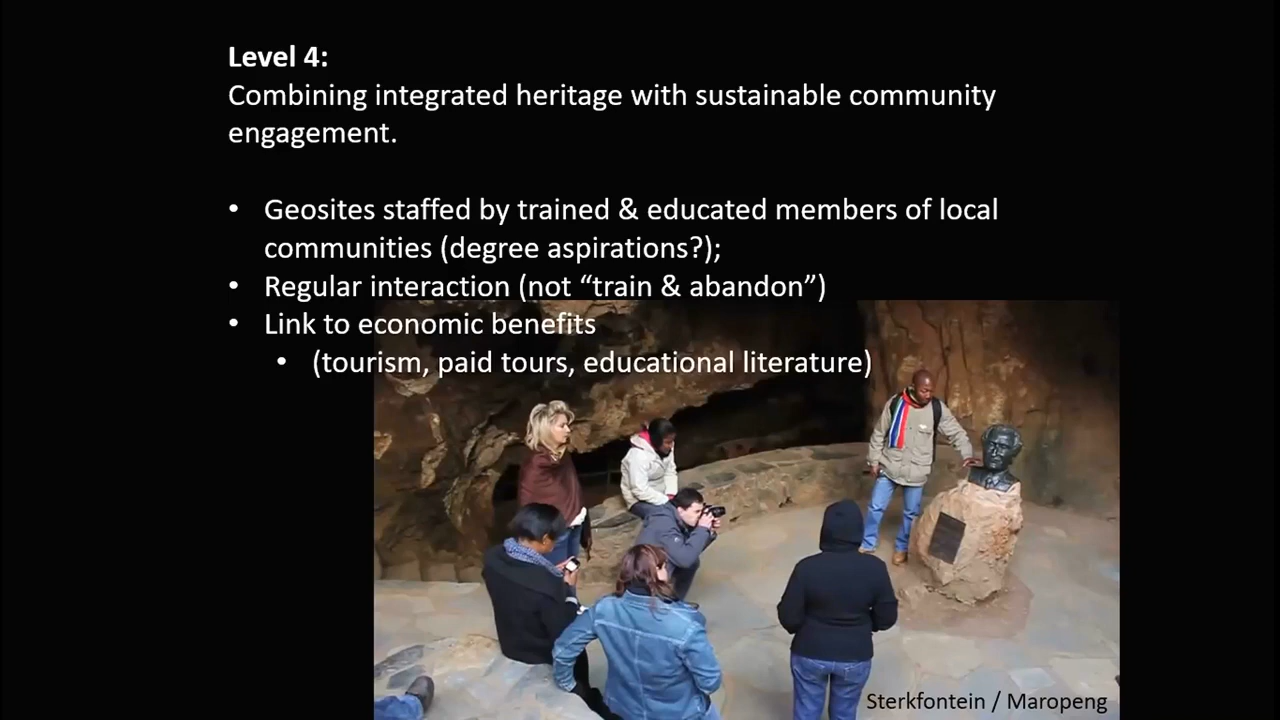 Level 4:
Combining integrated heritage with sustainable community
engagement.
• Geosites staffed by trained & educated members of local
communities (degree aspirations?);
• Regular interaction (not “train & abandon”)
• Link to economic benefits
• (tourism, paid tours, educational literature)
Sterkfontein / Maropeng